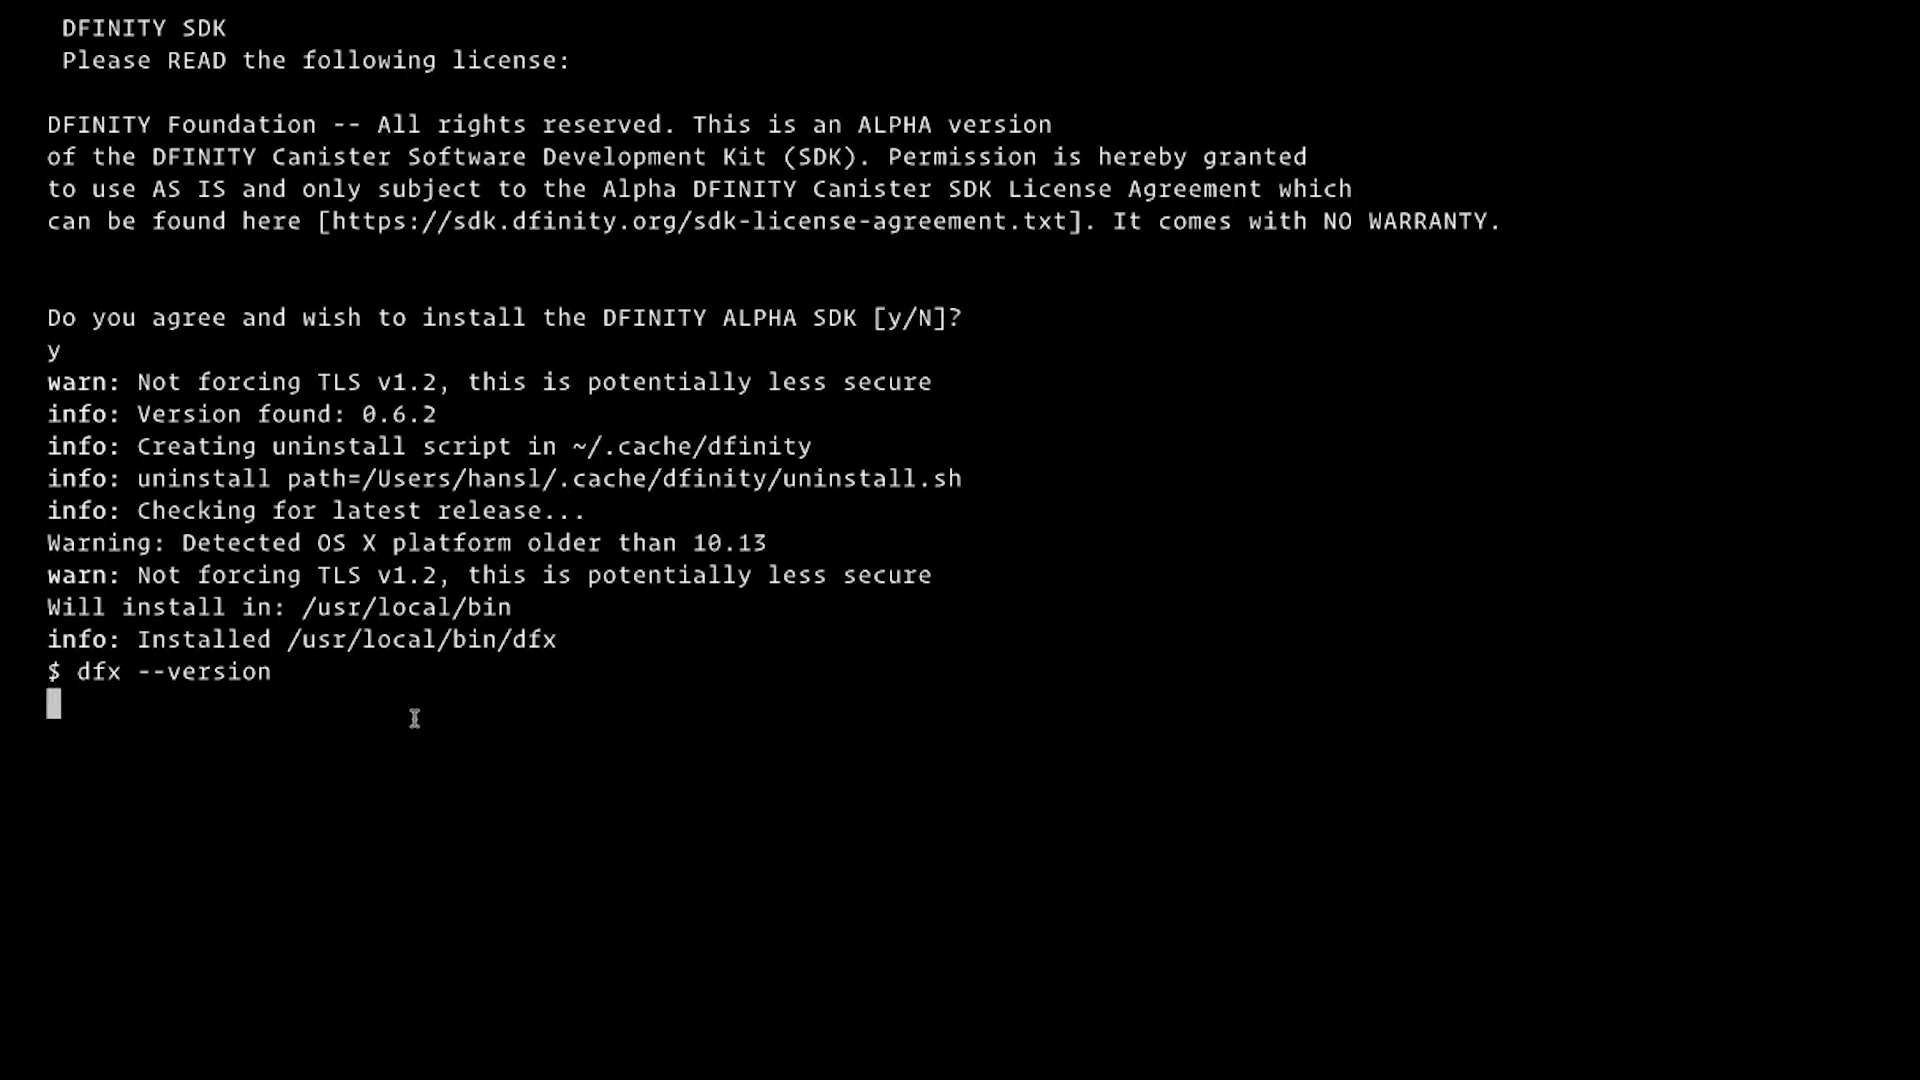 DFINITY SDK
Please READ the following license:
DFINITY Foundation -- All rights reserved. This is an ALPHA version
of the DFINITY Canister Software Development Kit (SDK). Permission is hereby granted
to use AS IS and only subject to the Alpha DFINITY Canister SDK License Agreement which
can be found here [https://sdk.dfinity.org/sdk-license-agreement.txt]. It comes with NO WARRANTY.
Do you agree and wish to install the DFINITY ALPHA SDK [y/N]?
y
warn: Not forcing TLS v1.2, this is potentially less secure
info: Version found: 0.6.2
info: Creating uninstall script in ~/.cache/dfinity
info: uninstall path=/Users/hansl/.cache/dfinity/uninstall.sh
info: Checking for latest release...
Warning: Detected OS X platform older than 10.13
warn: Not forcing TLS v1.2, this is potentially less secure
Will install in: /usr/local/bin
info: Installed /usr/local/bin/dfx
$ dfx --version